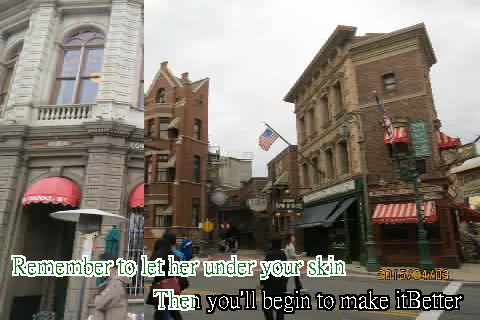 2015/04/03
Remember to let her under your skin
Then you'll begin to make itBetter